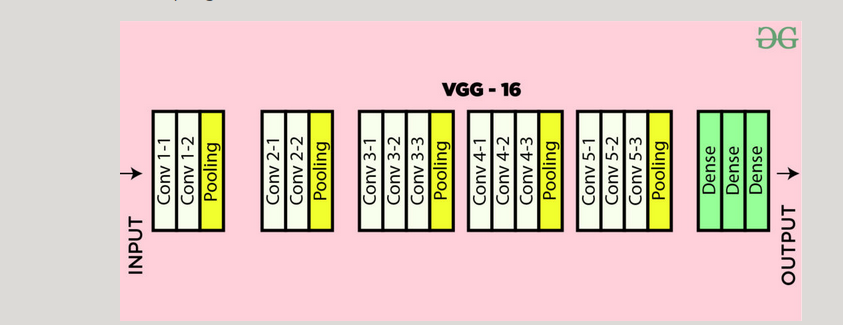 VGG - 16
INPUT
Conv 1-1
Conv 1-2
Pooling
Conv 2-1
Conv 2-2
Pooling
Conv 3-1
Conv 3-2
Conv 3-3
Pooling
Conv 4-1
Conv 4-2
Conv 4-3
Pooling
Conv 5-1
Conv 5-2
Conv 5-3
Pooling
Dense
Dense
Dense
OUTPUT